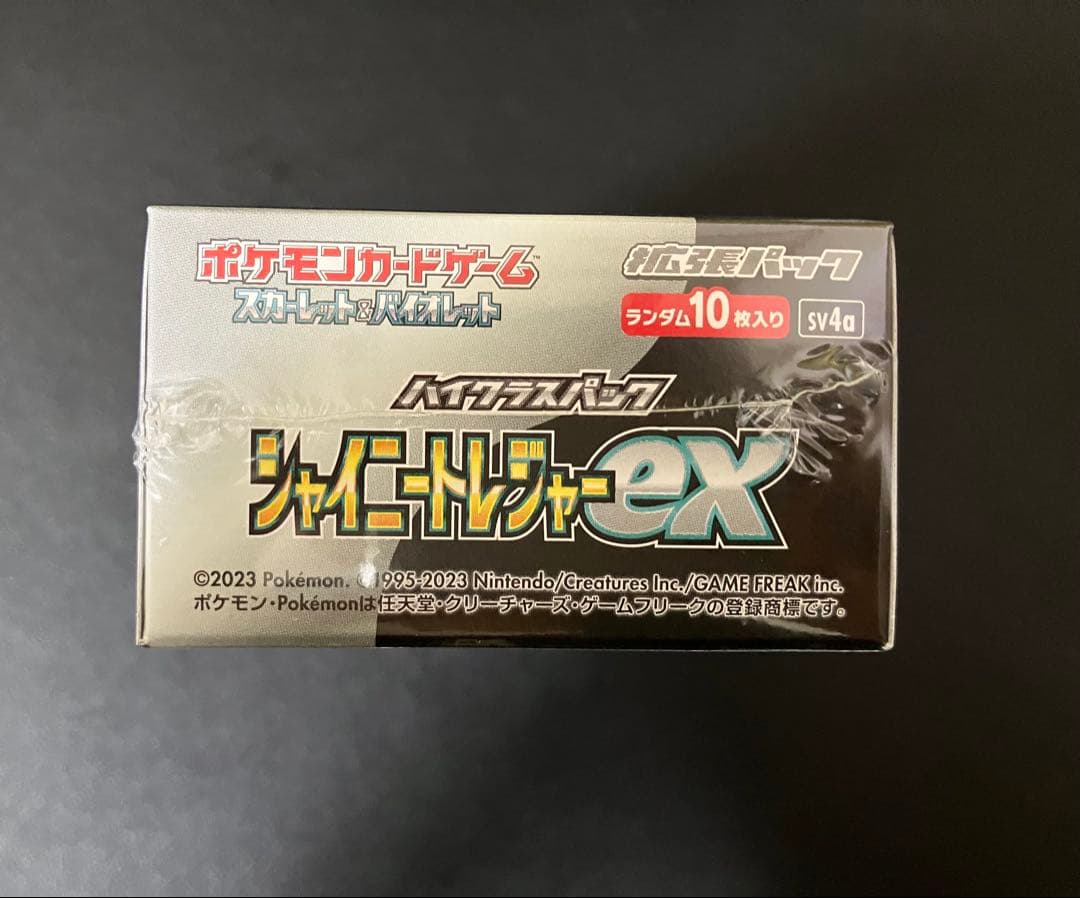 ポケモンカードゲーム™
スカーレット&バイオレット
拡張パック
ランダム10枚入り
sv4a
ハイクラスパック
シャイニートレジャーex
©2023 Pokémon. ©1995-2023 Nintendo/Creatures Inc./GAME FREAK inc.
ポケモン・Pokémonは任天堂・クリーチャーズ・ゲームフリークの登録商標です。